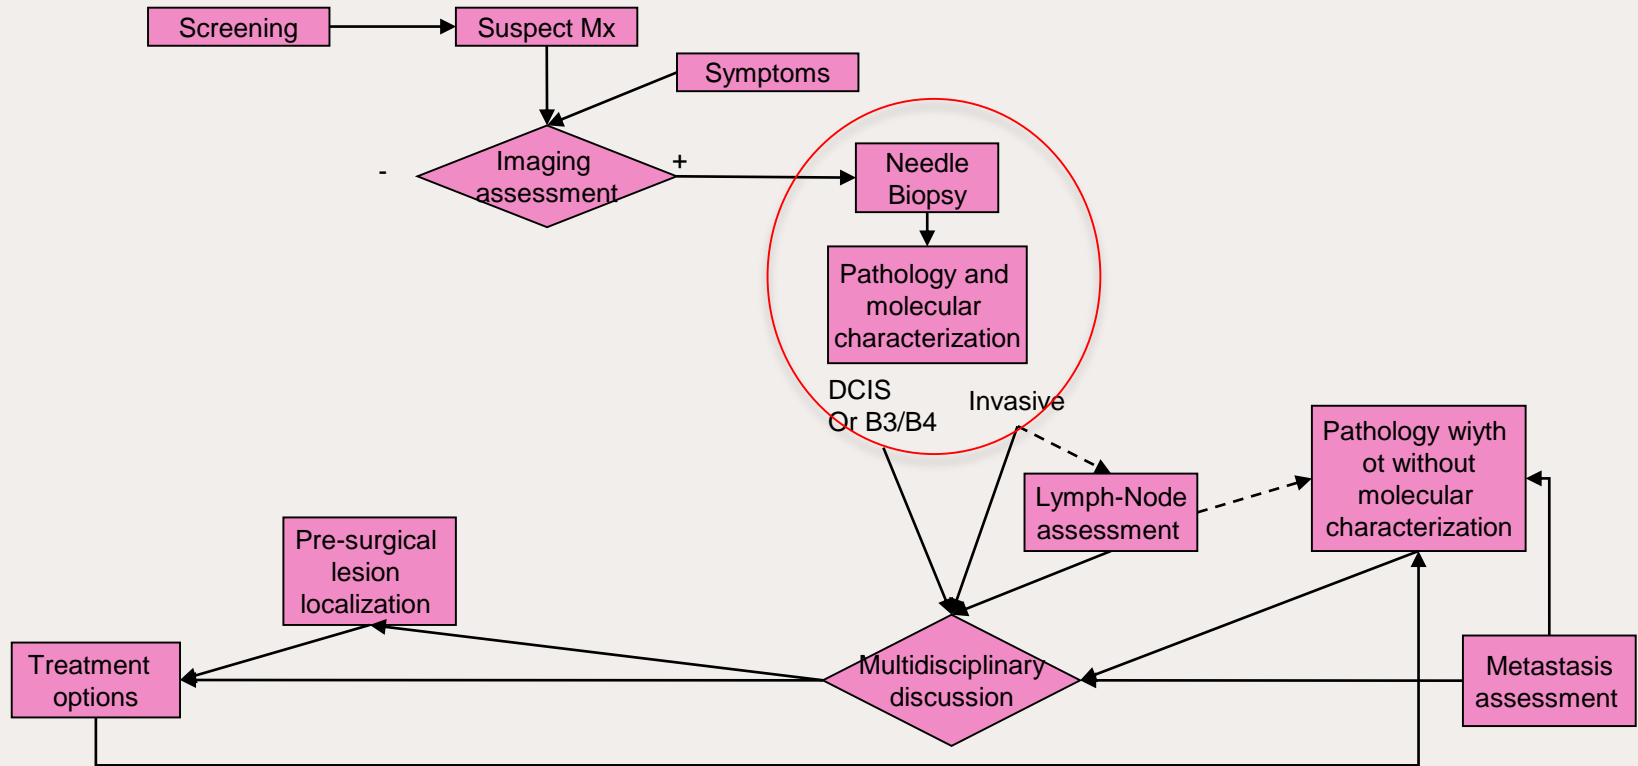 Screening
Suspect Mx
Symptoms
Imaging
assessment
-
+
Needle
Biopsy
Pathology and
molecular
characterization
DCIS
Or B3/B4
Invasive
Lymph-Node
assessment
Pathology wiyth
ot without
molecular
characterization
Pre-surgical
lesion
localization
Treatment
options
Multidisciplinary
discussion
Metastasis
assessment